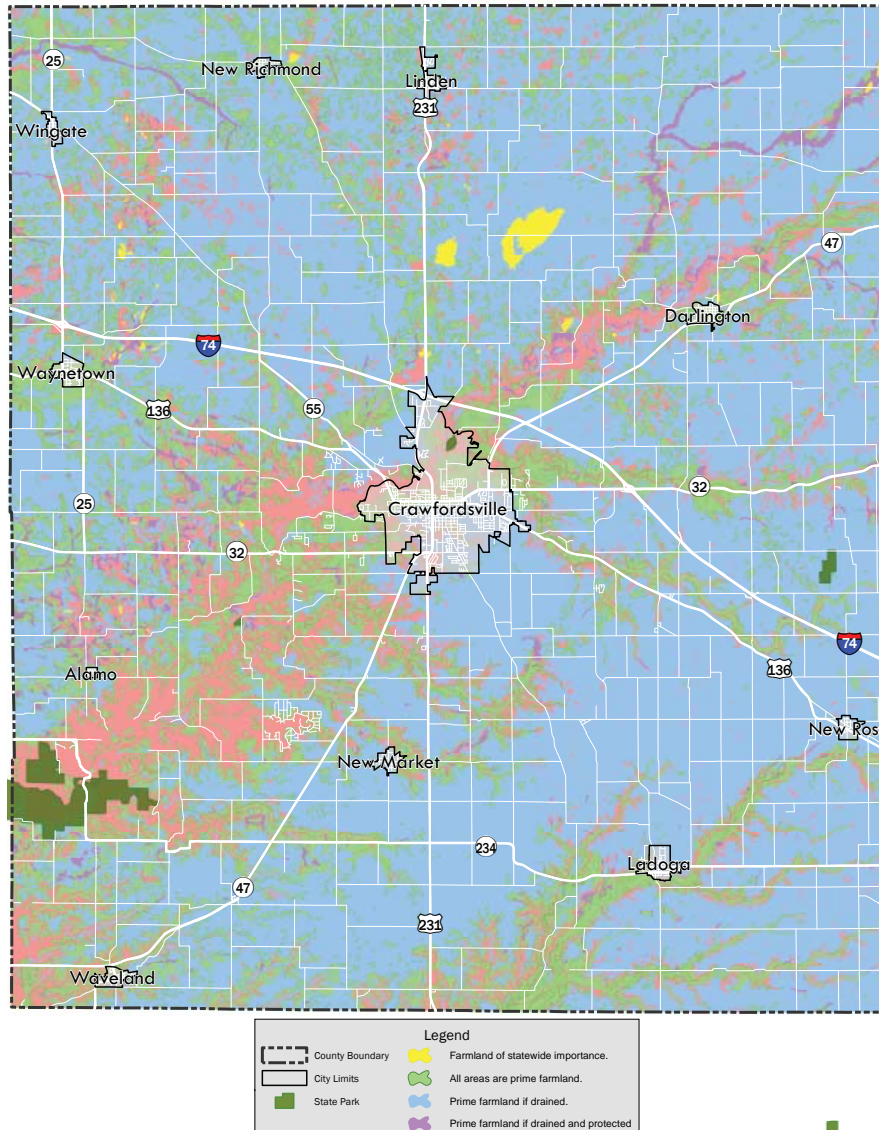 25
New Richmond
Linden
231
Wingate
47
Darlington
74
Waynetown
136
55
25
32
Crawfordsville
32
74
Alamo
136
New Ros
New Market
234
Ladoga
47
231
Waveland
Legend
County Boundary
Farmland of statewide importance.
City Limits
All areas are prime farmland.
State Park
Prime farmland if drained.
Prime farmland if drained and protected